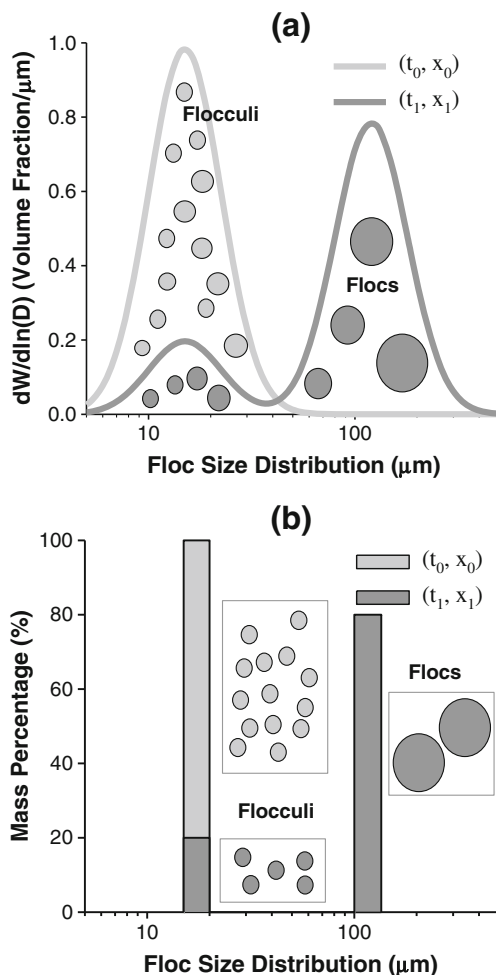 (a)
(t0, x0)
(t1, x1)
Flocculi
Flocs
dW/dln(D) (Volume Fraction/μm)
1.0
0.8
0.6
0.4
0.2
0.0
10
100
Floc Size Distribution (μm)
(b)
(t0, x0)
(t1, x1)
Flocs
Flocculi
Mass Percentage (%)
100
80
60
40
20
0
10
100
Floc Size Distribution (μm)